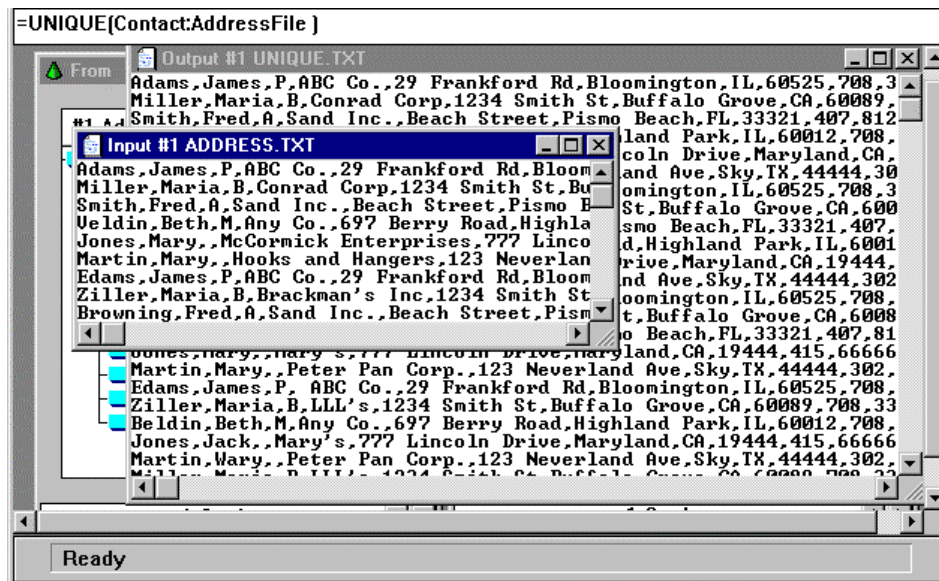 =UNIQUE(Contact:AddressFile )
From
Output #1 UNIQUE.TXT
Adams,James,P,ABC Co.,29 Frankford Rd,Bloomington,IL,60525,708,3
Miller,Maria,B,Conrad Corp,1234 Smith St,Buffalo Grove,CA,60089,
Smith,Fred,A,Sand Inc.,Beach Street,Pismo Beach,FL,33321,407,812
land Park,IL,60012,708,
coln Drive,Maryland,CA,
and Ave,Sky,TX,44444,30
omington,IL,60525,708,3
St,Buffalo Grove,CA,600
smo Beach,FL,33321,407,
d,Highland Park,IL,6001
rive,Maryland,CA,19444,
nd Ave,Sky,TX,44444,302
oomington,IL,60525,708,
t,Buffalo Grove,CA,6008
o Beach,FL,33321,407,81
Jones,Mary,,Mary's,777 Lincoln Drive,Maryland,CA,19444,415,66666
Martin,Mary,,Peter Pan Corp.,123 Neverland Ave,Sky,TX,44444,302,
Edams,James,P, ABC Co.,29 Frankford Rd,Bloomington,IL,60525,708,
Ziller,Maria,B,LLL's,1234 Smith St,Buffalo Grove,CA,60089,708,33
Beldin,Beth,M,Any Co.,697 Berry Road,Highland Park,IL,60012,708,
Jones,Jack,,Mary's,777 Lincoln Drive,Maryland,CA,19444,415,66666
Martin,Wary,,Peter Pan Corp.,123 Neverland Ave,Sky,TX,44444,302,
#1 Ad
Input #1 ADDRESS.TXT
Adams,James,P,ABC Co.,29 Frankford Rd,Bloom
Miller,Maria,B,Conrad Corp,1234 Smith St,Bu
Smith,Fred,A,Sand Inc.,Beach Street,Pismo B
Veldin,Beth,M,Any Co.,697 Berry Road,Highla
Jones,Mary,,McCormick Enterprises,777 Linco
Martin,Mary,,Hooks and Hangers,123 Neverlan
Edams,James,P,ABC Co.,29 Frankford Rd,Bloom
Ziller,Maria,B,Brackman's Inc,1234 Smith St
Browning,Fred,A,Sand Inc.,Beach Street,Pism
Ready